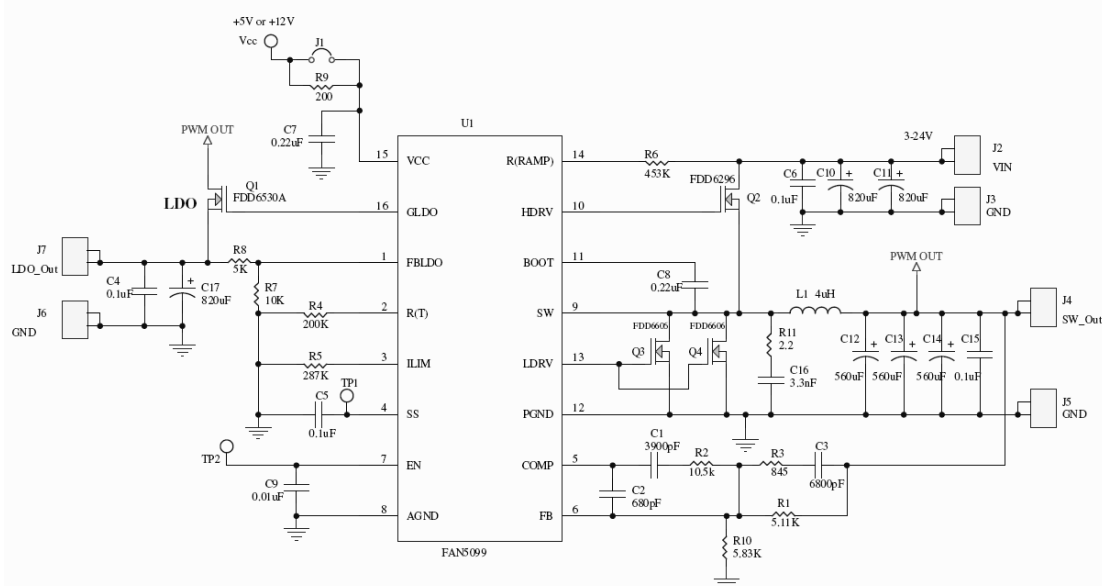 +5V or +12V
Vcc
J1
R9
200
U1
PWM OUT
C7
0.22uF
15
VCC
R(RAMP)
14
R6
453K
3-24V
J2
VIN
Q1
FDD6530A
LDO
16
GLDO
HDRV
10
FDD6296
Q2
C6
0.1uF
C10
+
820uF
C11
+
820uF
J3
GND
J7
LDO_Out
R8
5K
1
FBLDO
BOOT
11
PWM OUT
C4
0.1uF
+
C17
820uF
R7
10K
C8
0.22uF
L1 4uH
J4
SW_Out
J6
GND
R4
200K
2
R(T)
SW
9
FDD6606
Q3
Q4
R11
2.2
C12
+
560uF
C13
+
560uF
C14
+
560uF
C15
0.1uF
R5
287K
3
ILIM
LDRV
13
C16
3.3nF
TP1
C5
0.1uF
4
SS
PGND
12
J5
GND
TP2
7
EN
COMP
5
C1
3900pF
R2
10.5k
R3
845
C3
6800pF
C9
0.01uF
8
AGND
C2
680pF
FB
6
R1
5.11K
R10
5.83K
FAN5099